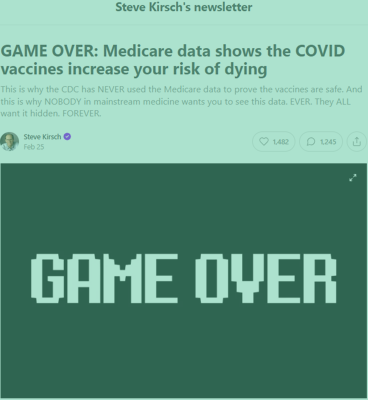 Steve Kirsch's newsletter
GAME OVER: Medicare data shows the COVID
vaccines increase your risk of dying
This is why the CDC has NEVER used the Medicare data to prove the vaccines are safe. And
this is why NOBODY in mainstream medicine wants you to see this data. EVER. They ALL
want it hidden. FOREVER.
Steve Kirsch
Feb 25
1,482
1,245
GAME OVER